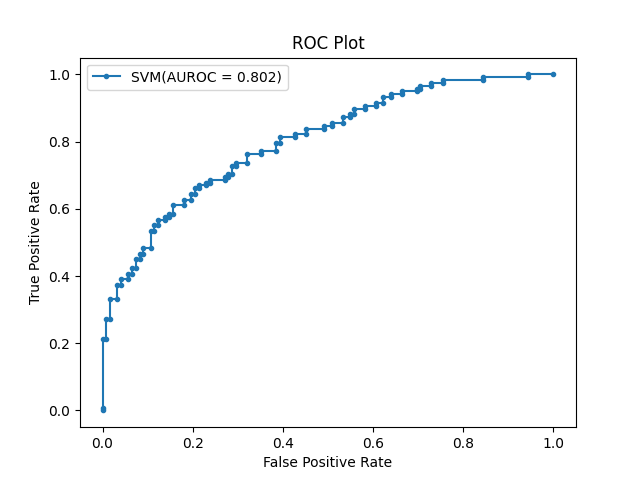 ROC Plot
SVM(AUROC = 0.802)
True Positive Rate
1.0
0.8
0.6
0.4
0.2
0.0
0.0 0.2 0.4 0.6 0.8 1.0
False Positive Rate